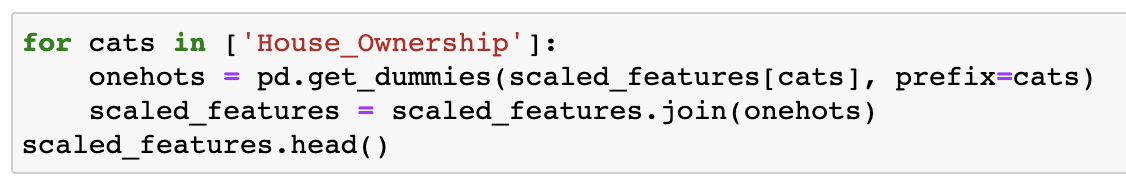 for cats in ['House_Ownership']:
    onehots = pd.get_dummies(scaled_features[cats], prefix=cats)
    scaled_features = scaled_features.join(onehots)
scaled_features.head()